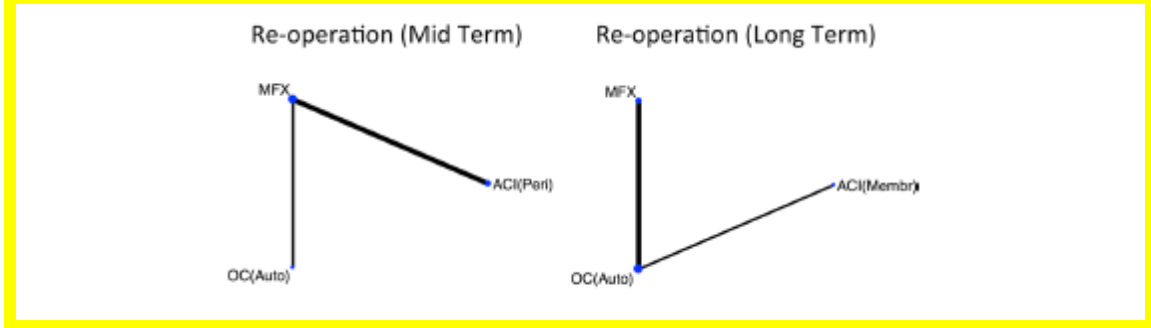 Re-operation (Mid Term)
Re-operation (Long Term)
MFX
ACI(Peri)
OC(Auto)
MFX
ACI(Membr)
OC(Auto)